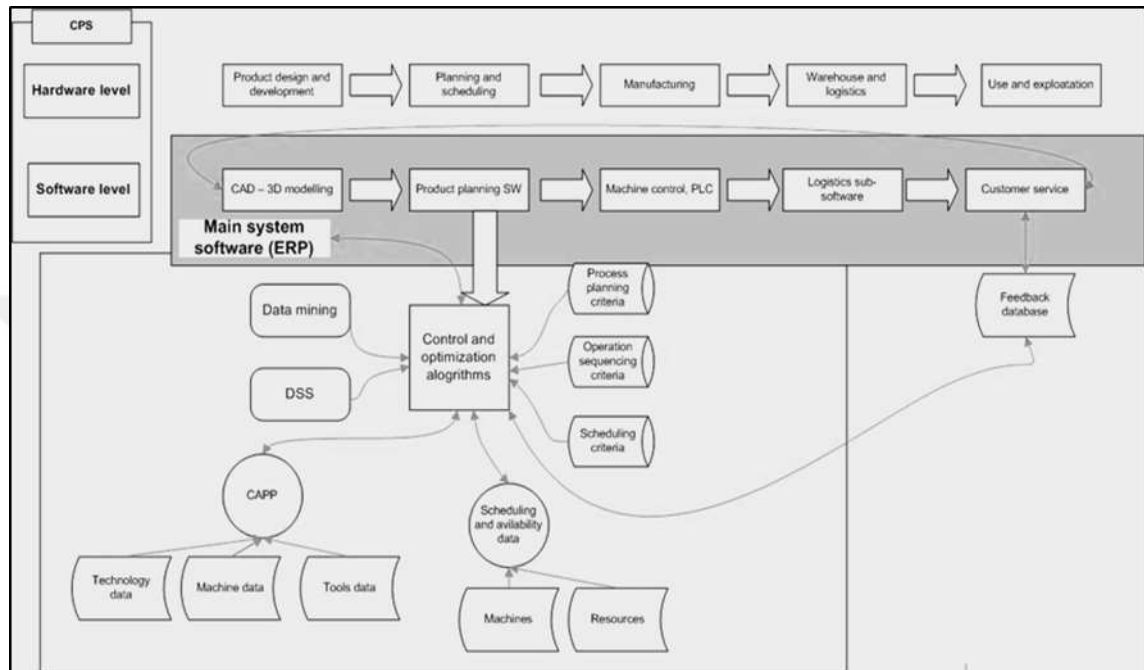 CPS
Hardware level
Product design and
development
Planning and
scheduling
Manufacturing
Warehouse and
logistics
Use and exploatation
Software level
CAD – 3D modelling
Product planning SW
Machine control, PLC
Logistics sub-
software
Customer service
Main system
software (ERP)
Data mining
DSS
Control and
optimization
alogrithms
Process
planning
criteria
Operation
sequencing
criteria
Scheduling
criteria
Feedback
database
CAPP
Scheduling
and avilability
data
Technology
data
Machine data
Tools data
Machines
Resources